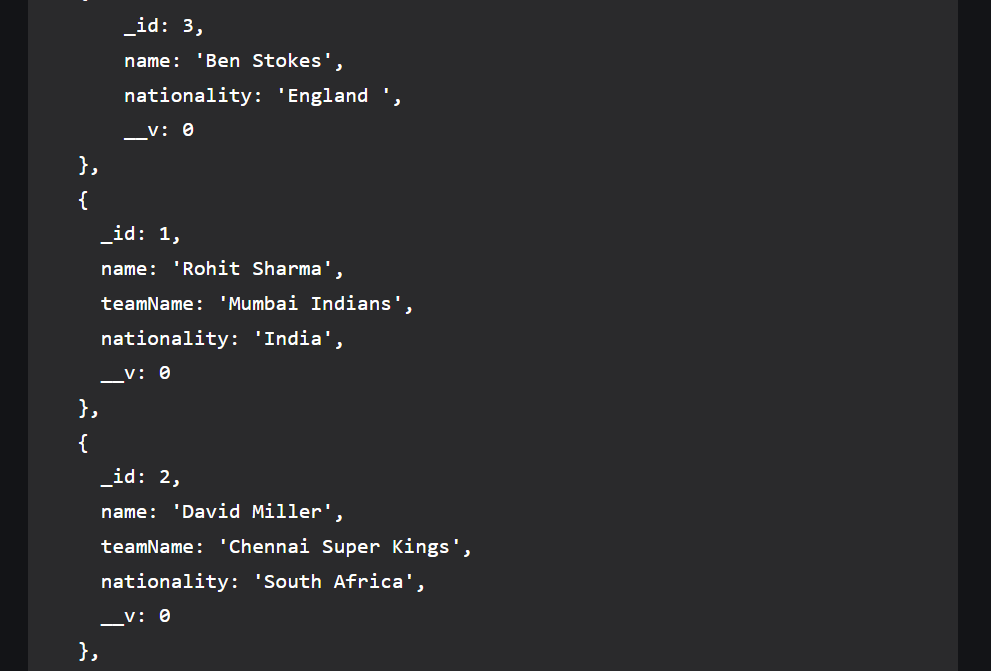 _id: 3,
name: 'Ben Stokes',
nationality: 'England ',
__v: 0
},
{
_id: 1,
name: 'Rohit Sharma',
teamName: 'Mumbai Indians',
nationality: 'India',
__v: 0
},
{
_id: 2,
name: 'David Miller',
teamName: 'Chennai Super Kings',
nationality: 'South Africa',
__v: 0
},